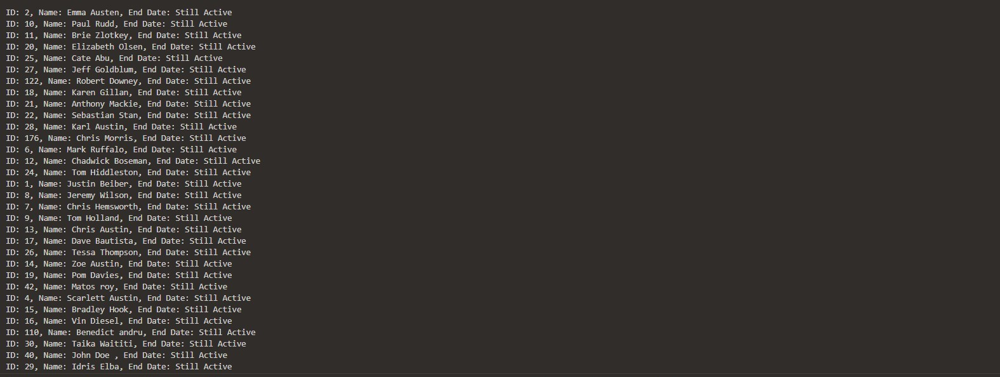 ID: 2, Name: Emma Austen, End Date: Still Active
ID: 10, Name: Paul Rudd, End Date: Still Active
ID: 11, Name: Brie Zlotkey, End Date: Still Active
ID: 20, Name: Elizabeth Olsen, End Date: Still Active
ID: 25, Name: Cate Abu, End Date: Still Active
ID: 27, Name: Jeff Goldblum, End Date: Still Active
ID: 122, Name: Robert Downey, End Date: Still Active
ID: 18, Name: Karen Gillan, End Date: Still Active
ID: 21, Name: Anthony Mackie, End Date: Still Active
ID: 22, Name: Sebastian Stan, End Date: Still Active
ID: 28, Name: Karl Austin, End Date: Still Active
ID: 176, Name: Chris Morris, End Date: Still Active
ID: 6, Name: Mark Ruffalo, End Date: Still Active
ID: 12, Name: Chadwick Boseman, End Date: Still Active
ID: 24, Name: Tom Hiddleston, End Date: Still Active
ID: 1, Name: Justin Beiber, End Date: Still Active
ID: 8, Name: Jeremy Wilson, End Date: Still Active
ID: 7, Name: Chris Hemsworth, End Date: Still Active
ID: 9, Name: Tom Holland, End Date: Still Active
ID: 13, Name: Chris Austin, End Date: Still Active
ID: 17, Name: Dave Bautista, End Date: Still Active
ID: 26, Name: Tessa Thompson, End Date: Still Active
ID: 14, Name: Zoe Austin, End Date: Still Active
ID: 19, Name: Pom Davies, End Date: Still Active
ID: 42, Name: Matos roy, End Date: Still Active
ID: 4, Name: Scarlett Austin, End Date: Still Active
ID: 15, Name: Bradley Hook, End Date: Still Active
ID: 16, Name: Vin Diesel, End Date: Still Active
ID: 110, Name: Benedict andru, End Date: Still Active
ID: 30, Name: Taika Waititi, End Date: Still Active
ID: 40, Name: John Doe , End Date: Still Active
ID: 29, Name: Idris Elba, End Date: Still Active